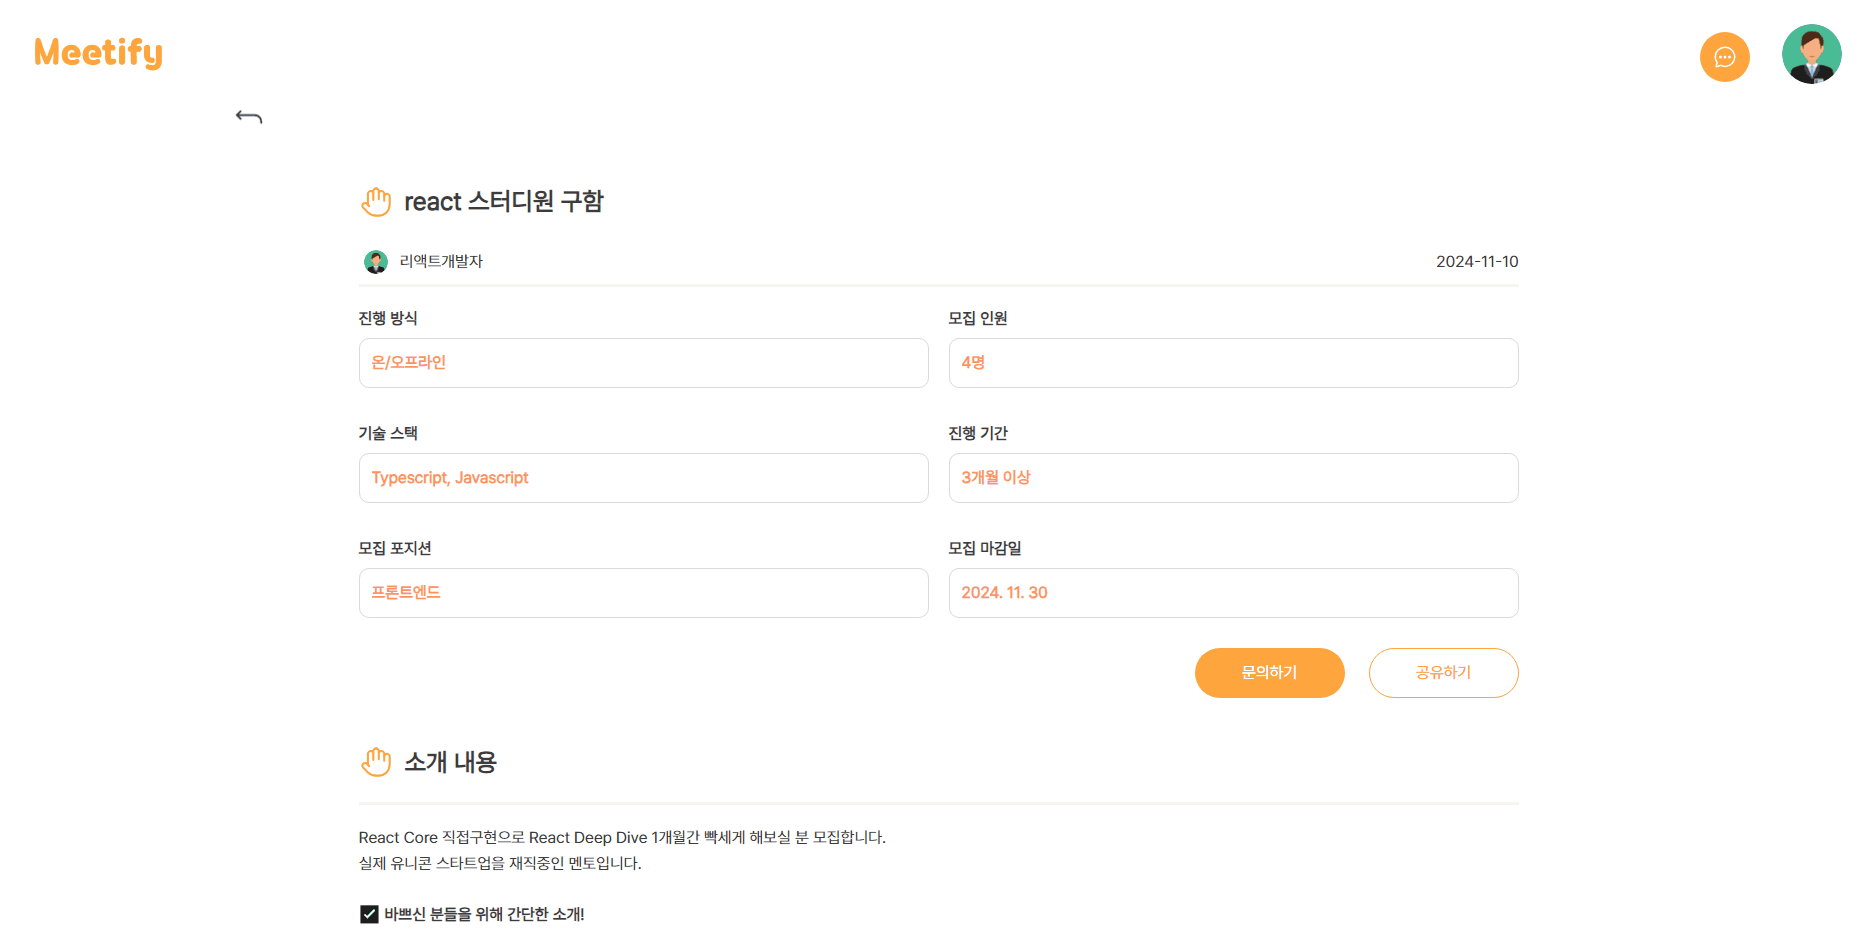 Meetify
react 스터디원 구함
리액트개발자
2024-11-10
진행 방식
모집 인원
온/오프라인
4명
기술 스택
진행 기간
Typescript, Javascript
3개월 이상
모집 포지션
모집 마감일
프론트엔드
2024. 11. 30
문의하기
공유하기
소개 내용
React Core 직접구현으로 React Deep Dive 1개월간 빡세게 해보실 분 모집합니다.
실제 유니콘 스타트업을 재직중인 멘토입니다.
바쁘신 분들을 위해 간단한 소개!